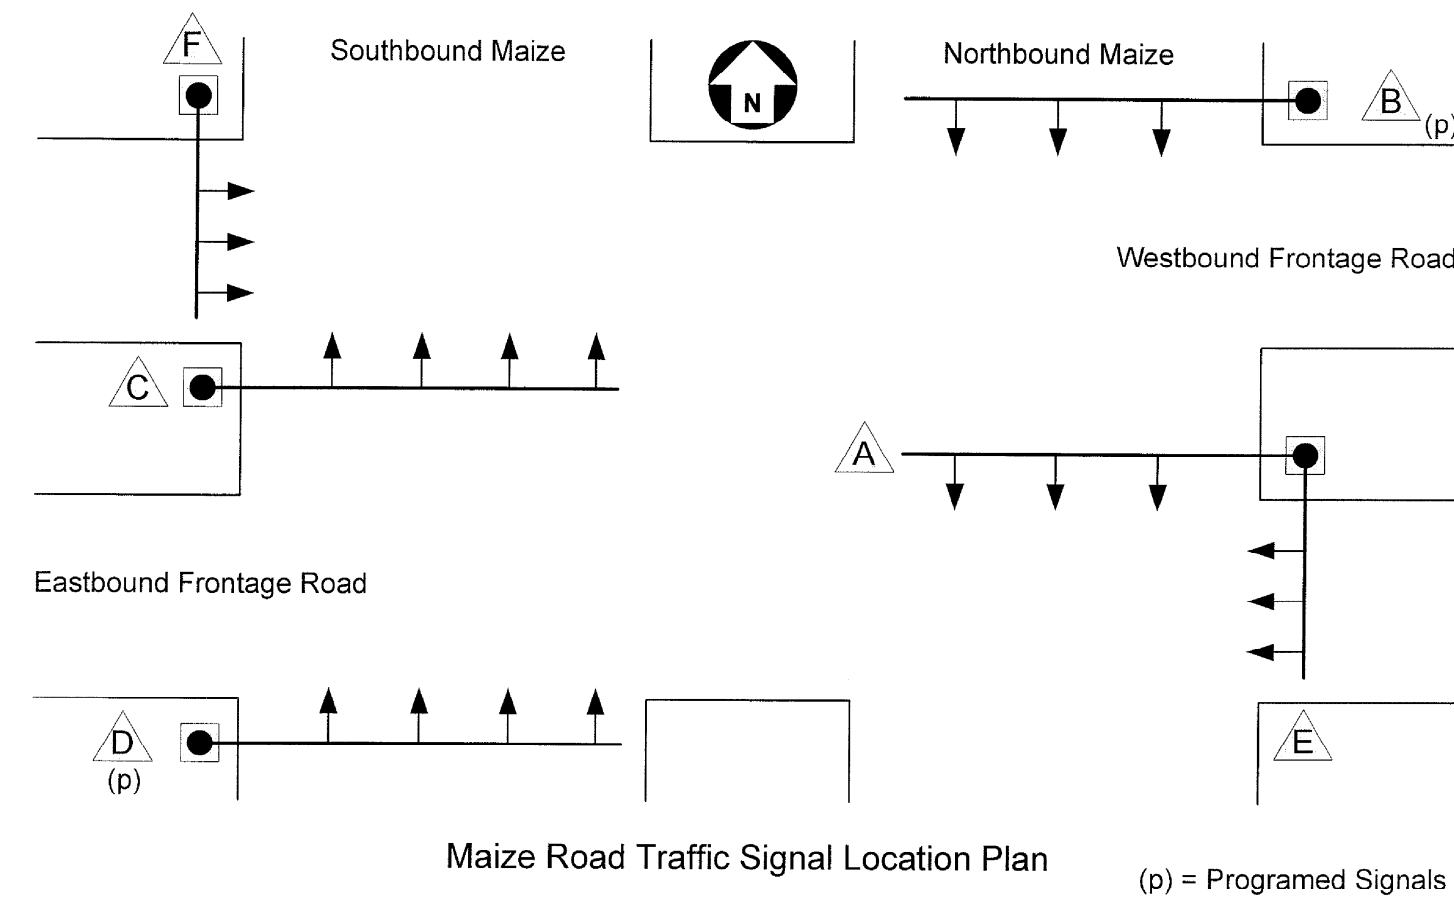 F
Southbound Maize
N
Northbound Maize
B
(p)
Westbound Frontage Road
C
A
Eastbound Frontage Road
D
(p)
E
Maize Road Traffic Signal Location Plan
(p) = Programed Signals